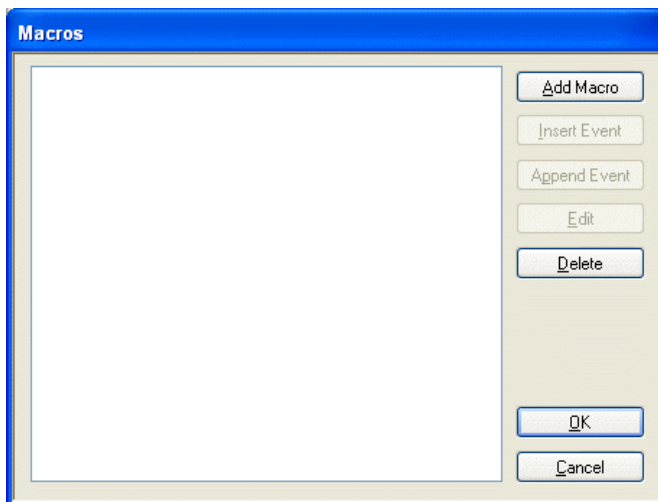 Macros
Add Macro
Insert Event
Append Event
Edit
Delete
OK
Cancel